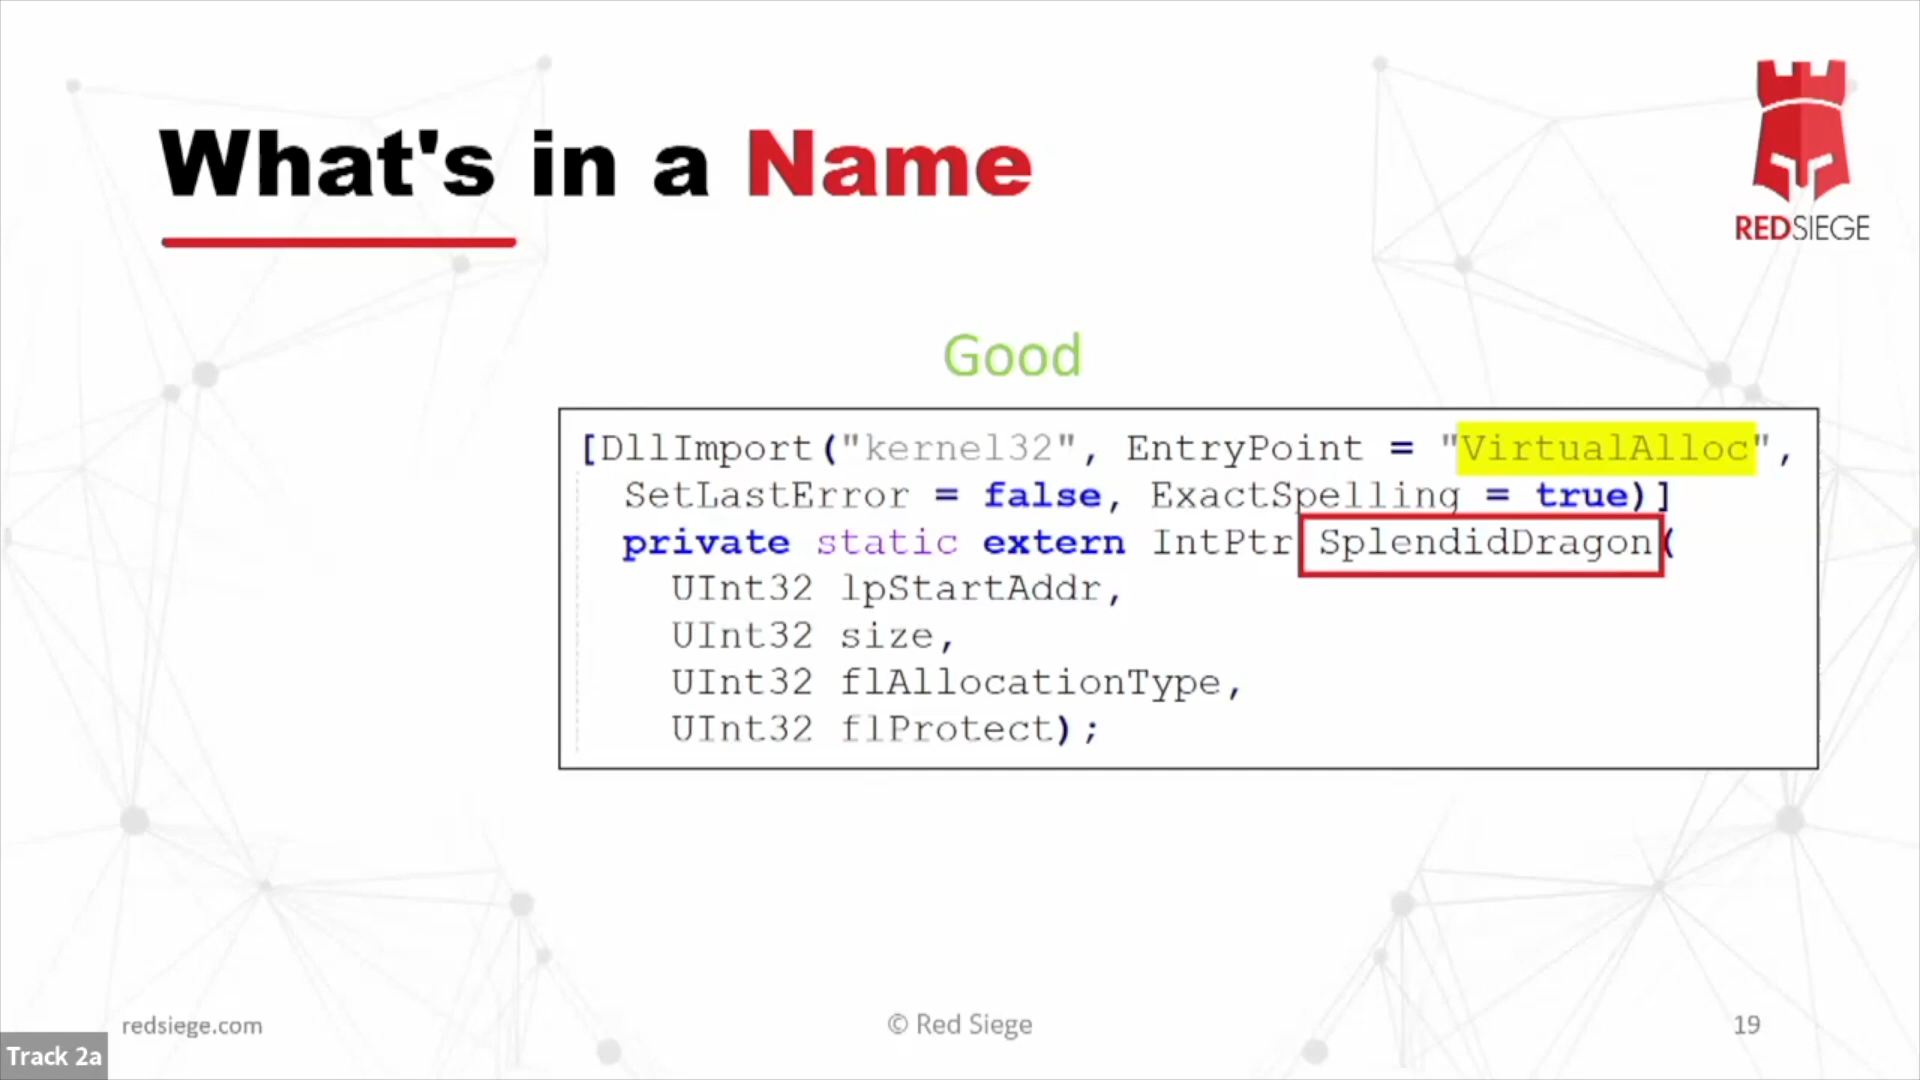 What's in a Name
REDSIEGE
Good
[DllImport("kernel32", EntryPoint = "VirtualAlloc",
SetLastError = false, ExactSpelling = true)]
private static extern IntPtr SplendidDragon(
UInt32 lpStartAddr,
UInt32 size,
UInt32 flAllocationType,
UInt32 flProtect);
redsiege.com
© Red Siege
19
Track 2a